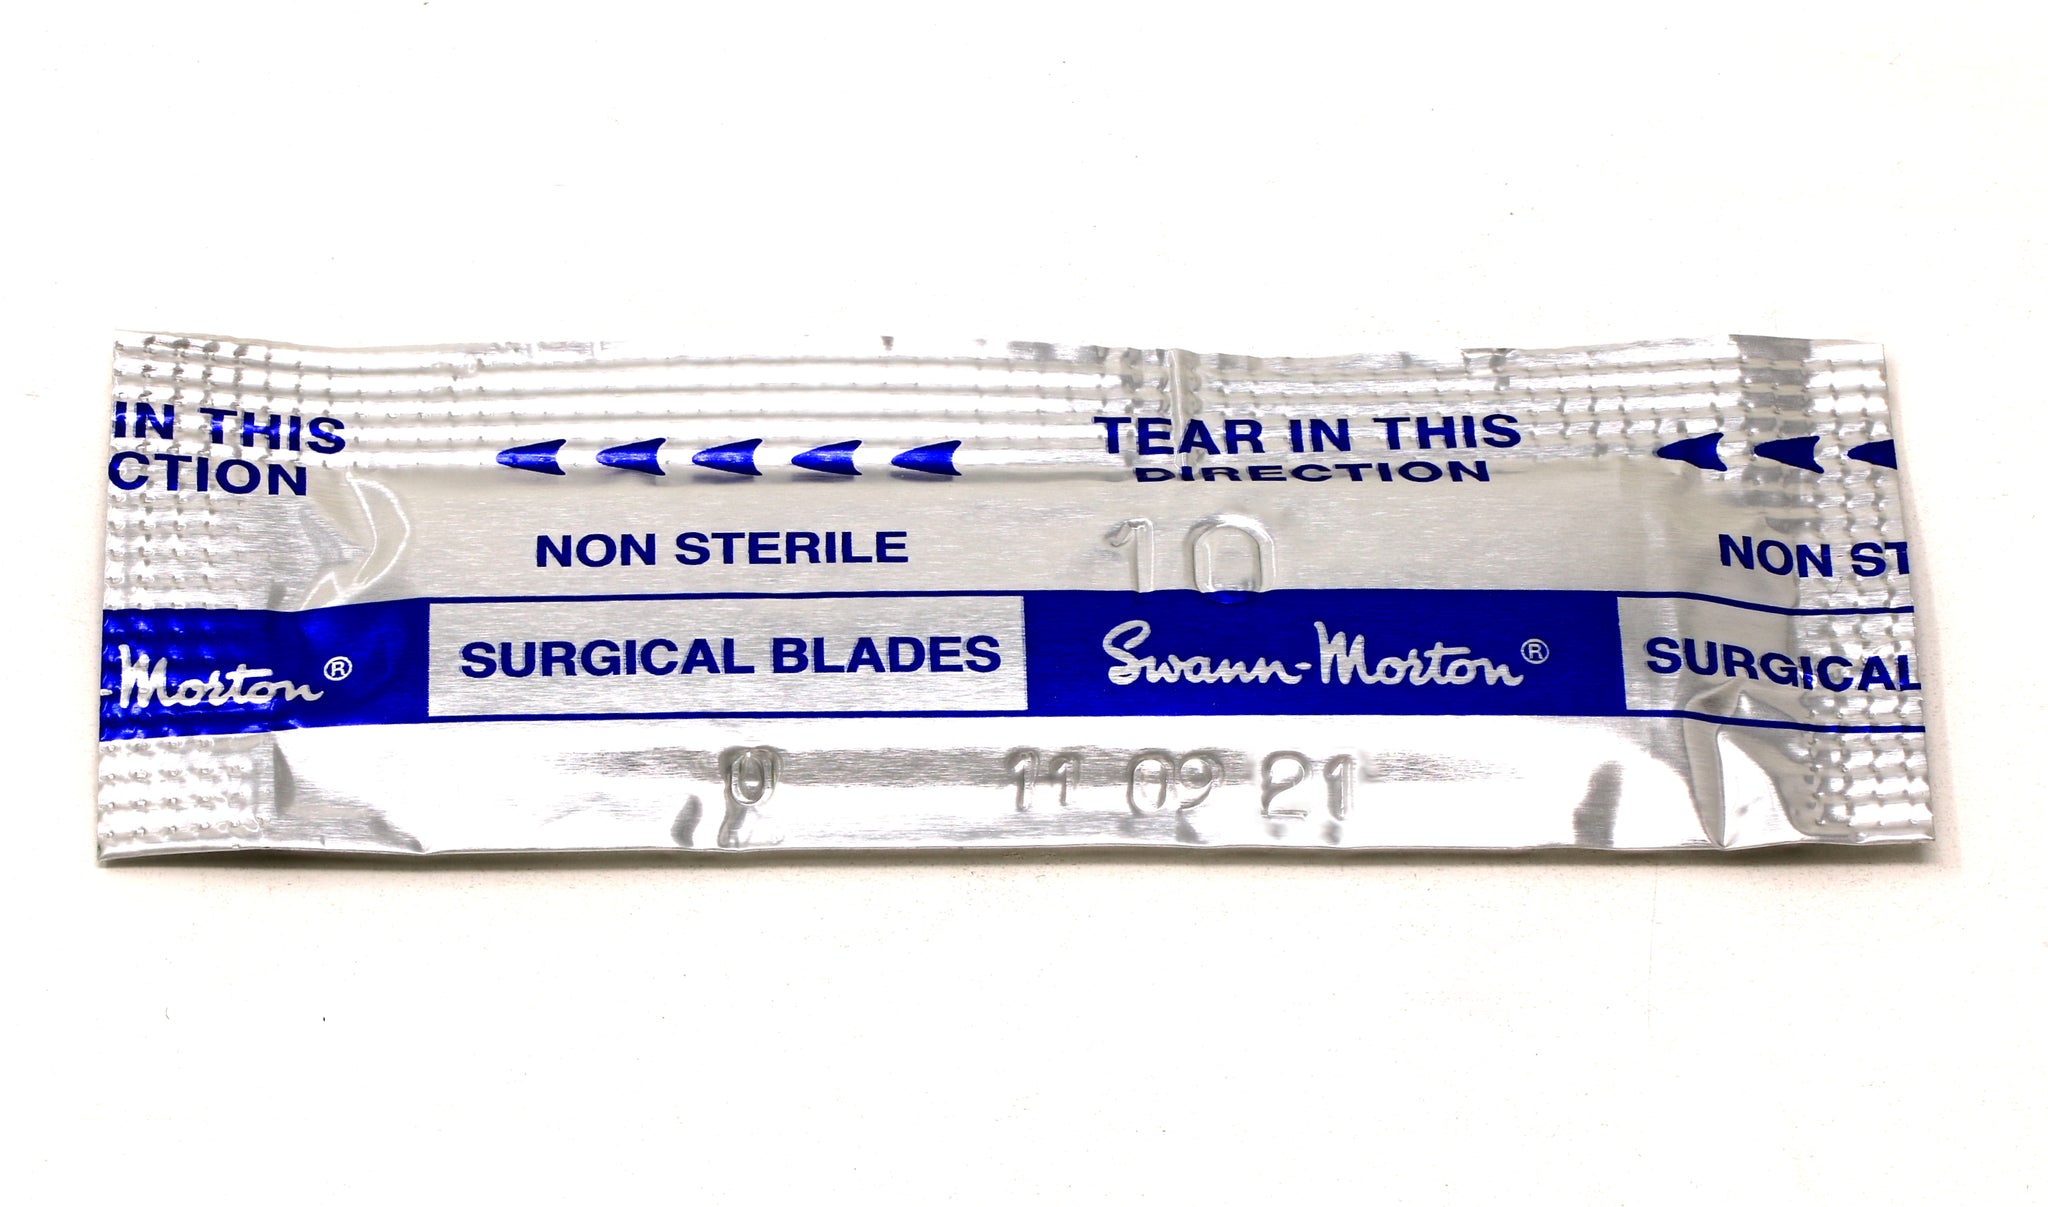 IN THIS
CTION
TEAR IN THIS
DIRECTION
NON STERILE
10
NON ST
-Morton®
SURGICAL BLADES
Swann-Morton®
SURGICAL
0 11 09 21